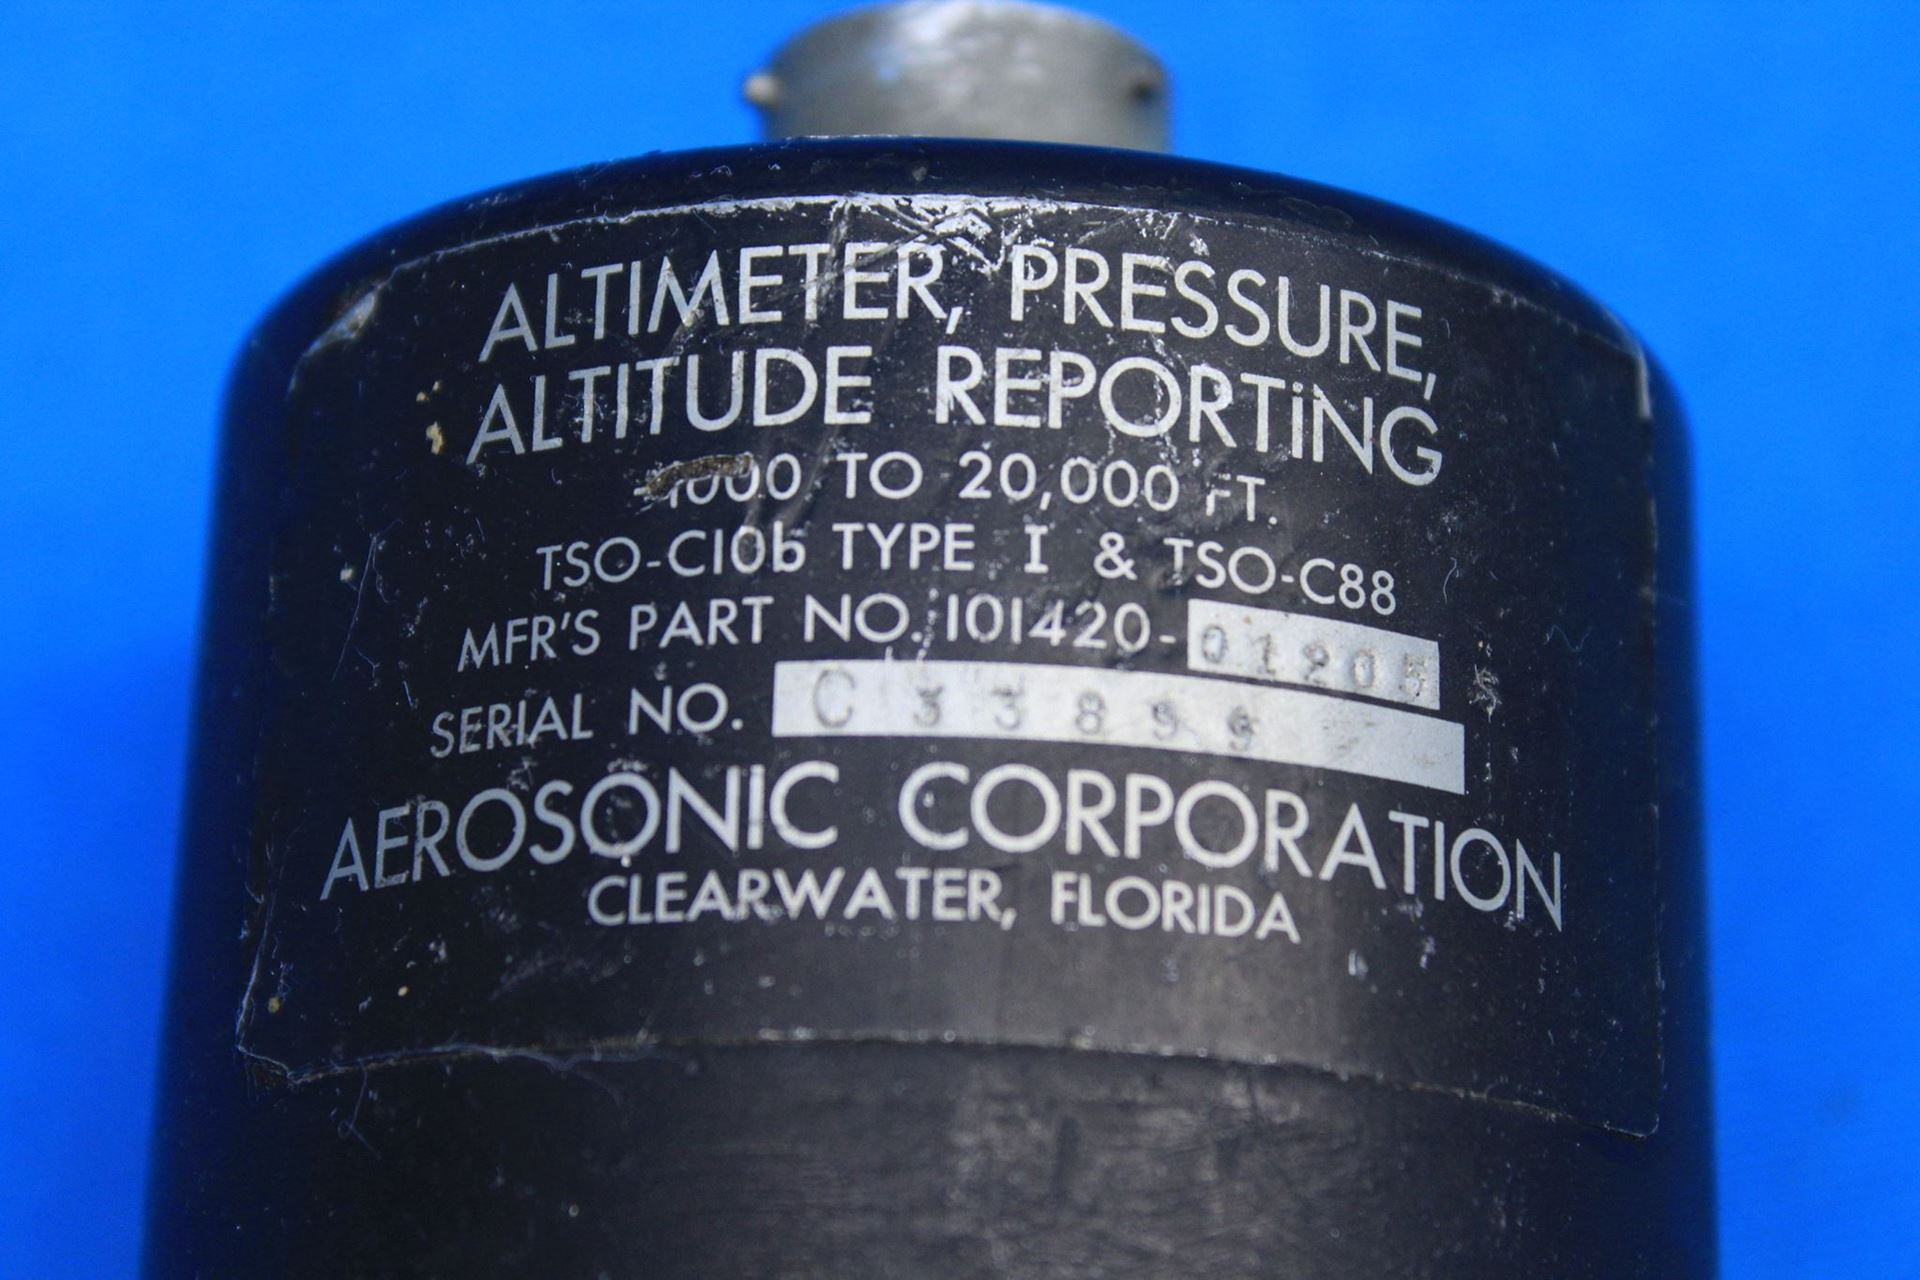 ALTIMETER, PRESSURE,
ALTITUDE REPORTiNG
-1000 TO 20,000 FT.
TSO-C10b TYPE I & TSO-C88
MFR'S PART NO. 101420-01205
SERIAL NO. C33899
AEROSONIC CORPORATION
CLEARWATER, FLORIDA